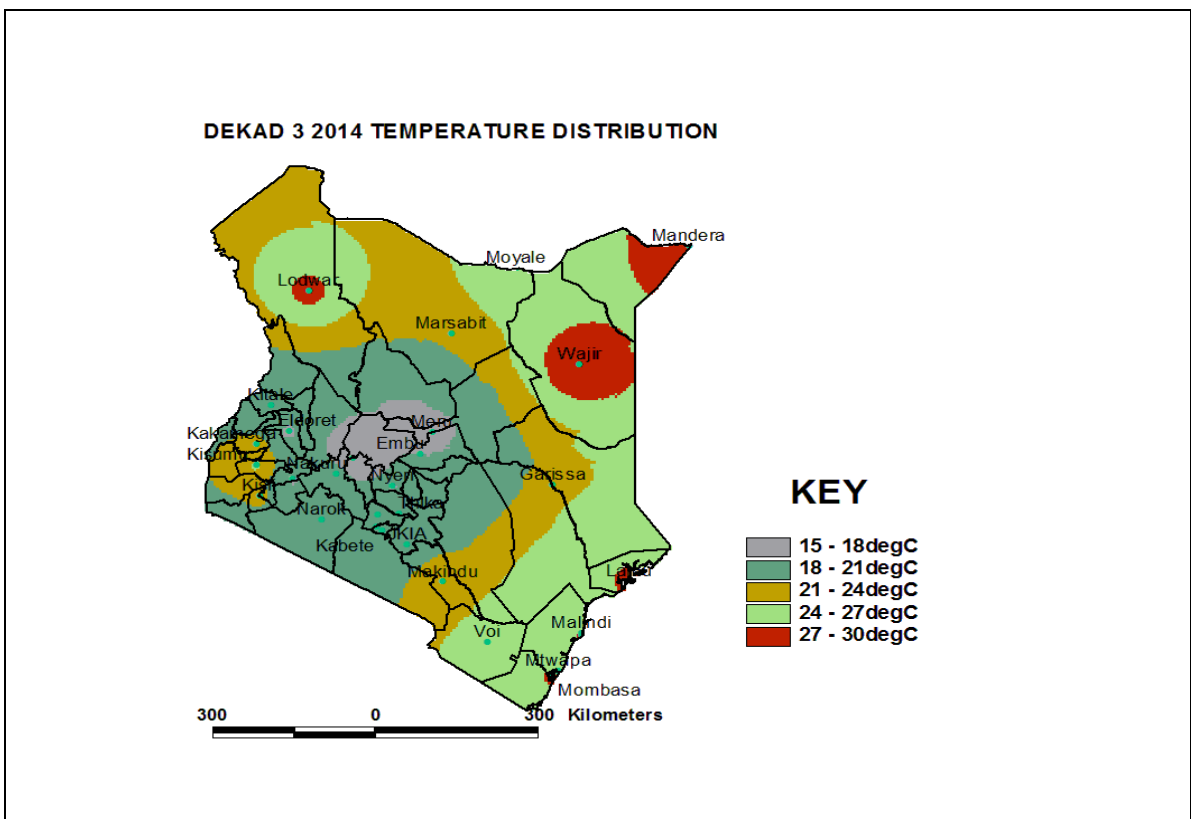 DEKAD 3 2014 TEMPERATURE DISTRIBUTION
Mandera
Moyale
Lodwar
Marsabit
Wajir
Kitale
Eldoret
Meru
Kakamega
Embu
Kisumu
Nakuru
Nyeri
Garissa
Kisii
Narok
Thika
JKIA
Kabete
Makindu
Lamu
Malindi
Voi
Mtwapa
Mombasa
KEY
15 - 18degC
18 - 21degC
21 - 24degC
24 - 27degC
27 - 30degC
300 0 300 Kilometers